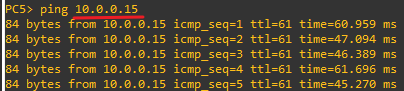 PC5> ping 10.0.0.15
84 bytes from 10.0.0.15 icmp_seq=1 ttl=61 time=60.959 ms
84 bytes from 10.0.0.15 icmp_seq=2 ttl=61 time=47.094 ms
84 bytes from 10.0.0.15 icmp_seq=3 ttl=61 time=46.389 ms
84 bytes from 10.0.0.15 icmp_seq=4 ttl=61 time=61.696 ms
84 bytes from 10.0.0.15 icmp_seq=5 ttl=61 time=45.270 ms